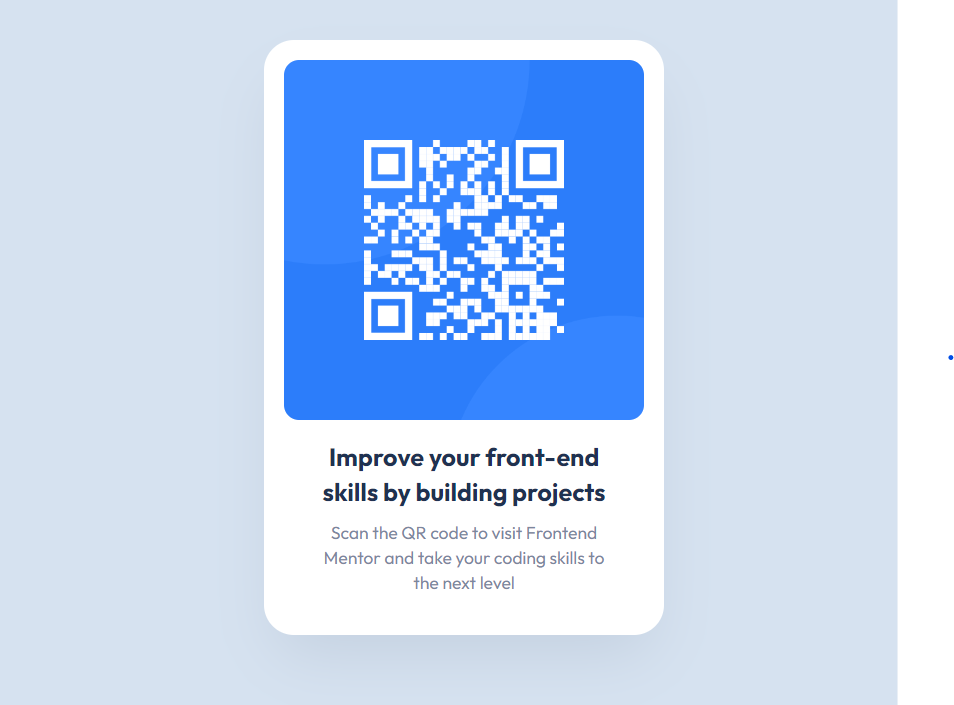 Improve your front-end
skills by building projects
Scan the QR code to visit Frontend
Mentor and take your coding skills to
the next level